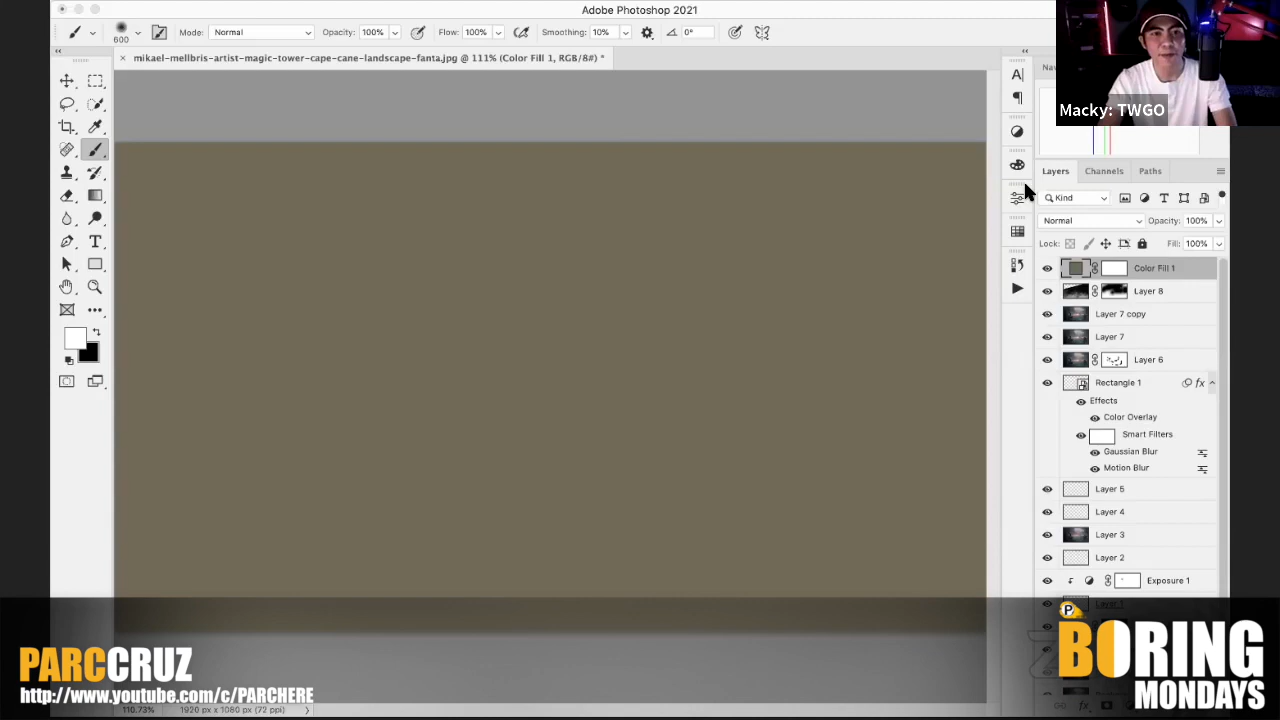 Adobe Photoshop 2021
600
Mode: Normal
Opacity: 100%
Flow: 100%
Smoothing: 10%
0°
mikael-mellbris-artist-magic-tower-cape-cane-landscape-fanta.jpg @ 111% (Color Fill 1, RGB/8#) *
Macky: TWGO
Layers
Channels
Paths
Kind
Normal
Opacity: 100%
Lock:
Fill: 100%
Color Fill 1
Layer 8
Layer 7 copy
Layer 7
Layer 6
Rectangle 1
fx
Effects
Color Overlay
Smart Filters
Gaussian Blur
Motion Blur
Layer 5
Layer 4
Layer 3
Layer 2
Exposure 1
Layer 1
PARCCRUZ
http://www.youtube.com/c/PARCHERE
P
BORING
MONDAYS
110.73%
1920 px x 1080 px (72 ppi)